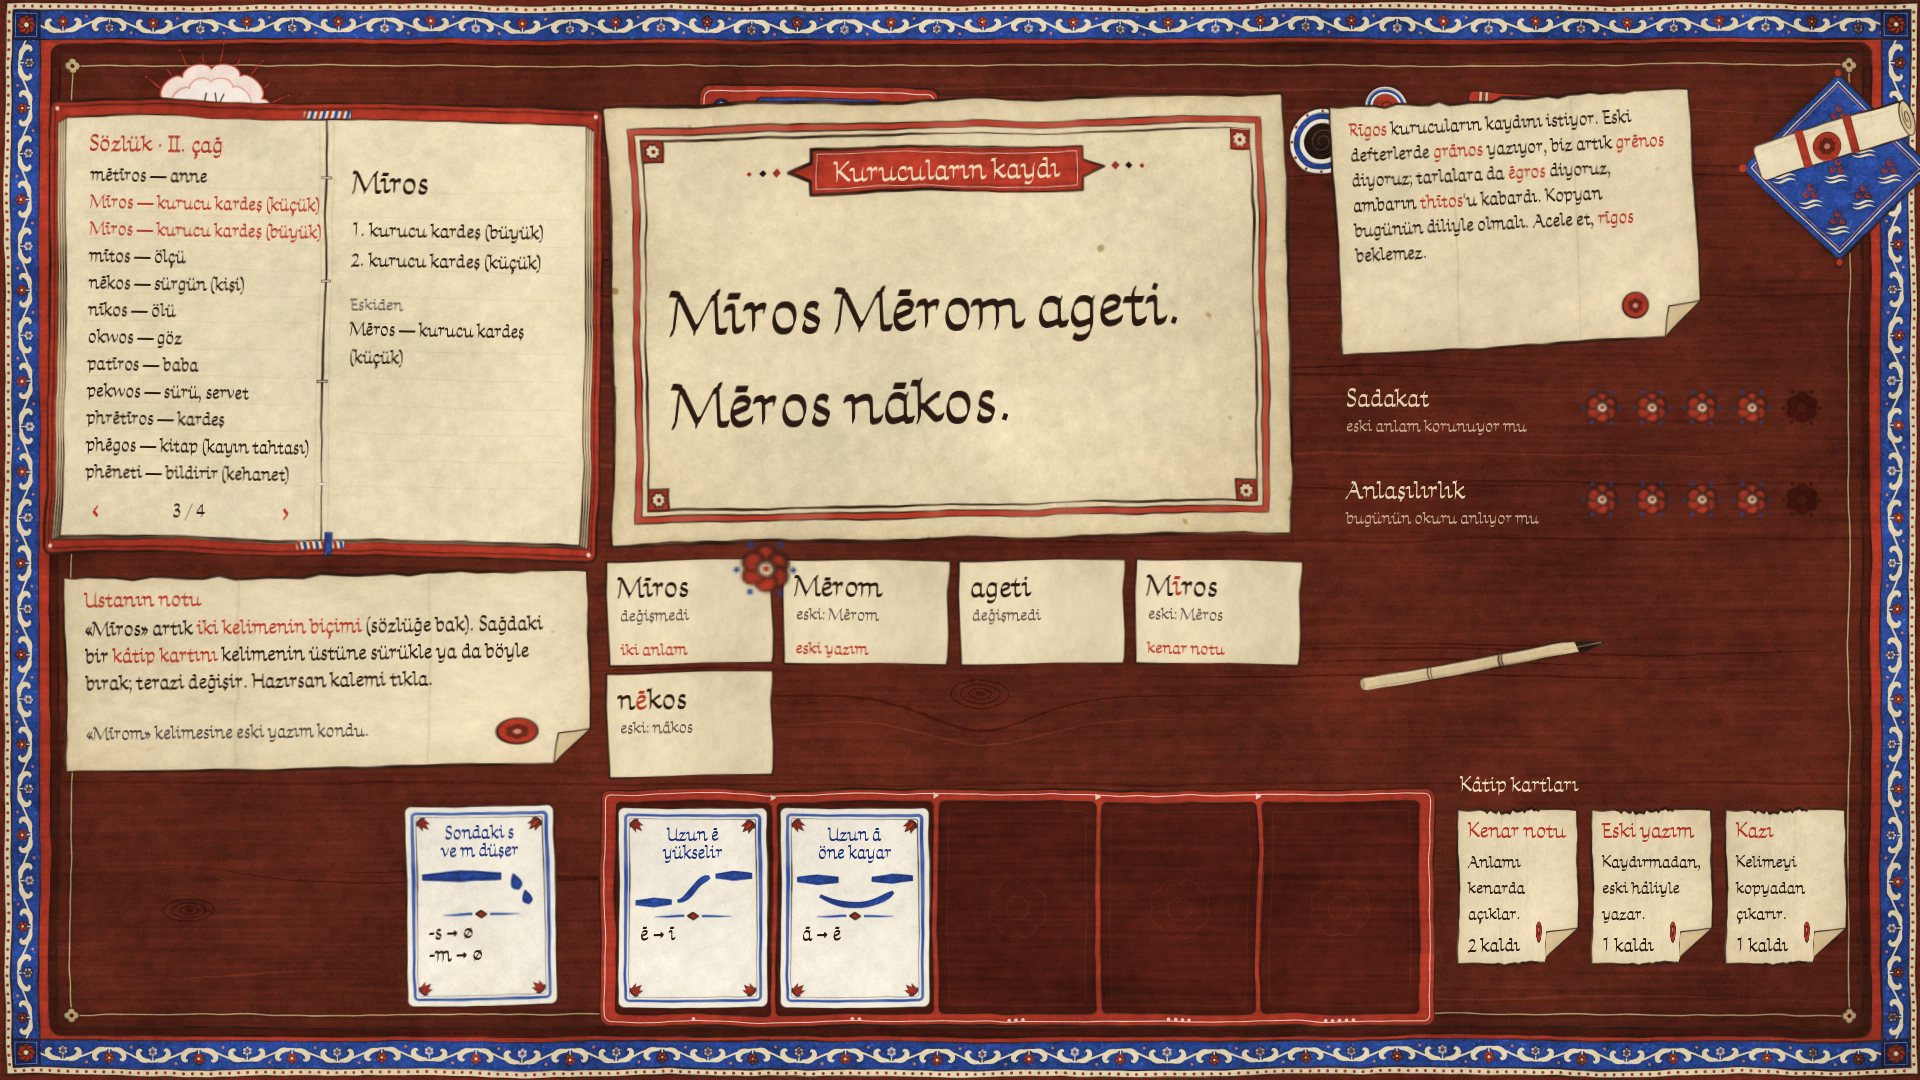 Sözlük · II. çağ
mētīros — anne
Mīros — kurucu kardeş (küçük)
Mīros — kurucu kardeş (büyük)
mītos — ölçü
nēkos — sürgün (kişi)
nīkos — ölü
okwos — göz
patīros — baba
pekwos — sürü, servet
phrētīros — kardeş
phēgos — kitap (kayın tahtası)
phēneti — bildirir (kehanet)
‹ 3 / 4 ›
Mīros
1. kurucu kardeş (büyük)
2. kurucu kardeş (küçük)
Eskiden
Mēros — kurucu kardeş
(küçük)
Kurucuların kaydı
Mīros Mērom ageti.
Mēros nākos.
Rīgos kurucuların kaydını istiyor. Eski
defterlerde grānos yazıyor, biz artık grēnos
diyoruz; tarlalara da ēgros diyoruz,
ambarın thītos'u kabardı. Kopyan
bugünün diliyle olmalı. Acele et, rīgos
beklemez.
Sadakat
eski anlam korunuyor mu
Anlaşılırlık
bugünün okuru anlıyor mu
Ustanın notu
«Mīros» artık iki kelimenin biçimi (sözlüğe bak). Sağdaki
bir kâtip kartını kelimenin üstüne sürükle ya da böyle
bırak; terazi değişir. Hazırsan kalemi tıkla.
«Mīrom» kelimesine eski yazım kondu.
Mīros
değişmedi
iki anlam
Mērom
eski: Mērom
eski yazım
ageti
değişmedi
Mīros
eski: Mēros
kenar notu
nēkos
eski: nākos
Sondaki s
ve m düşer
-s → ∅
-m → ∅
Uzun ē
yükselir
ē → ī
Uzun ā
öne kayar
ā → ē
Kâtip kartları
Kenar notu
Anlamı
kenarda
açıklar.
2 kaldı
Eski yazım
Kaydırmadan,
eski hâliyle
yazar.
1 kaldı
Kazı
Kelimeyi
kopyadan
çıkarır.
1 kaldı